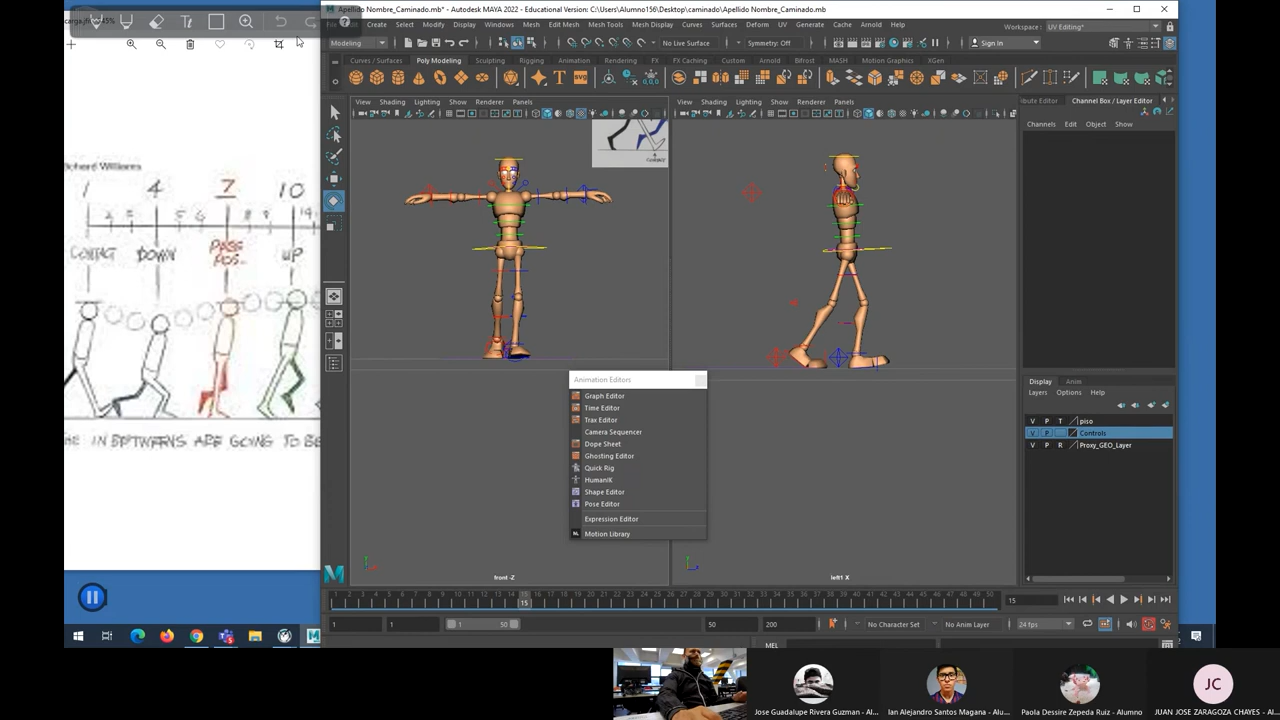 Apellido Nombre_Caminado.mb* - Autodesk MAYA 2022 - Educational Version: C:\Users\Alumno156\Desktop\caminado\Apellido Nombre_Caminado.mb
Create Select Modify Display Windows Mesh Edit Mesh Mesh Tools Mesh Display Curves Surfaces Deform UV Generate Cache Arnold Help
Workspace: UV Editing*
Modeling
No Live Surface
Symmetry: Off
Sign In
Curves / Surfaces Poly Modeling Sculpting Rigging Animation Rendering FX FX Caching Custom Arnold Bifrost MASH Motion Graphics XGen
SVG
View Shading Lighting Show Renderer Panels
View Shading Lighting Show Renderer Panels
Channel Box / Layer Editor
Channels Edit Object Show
1 4 7 10
DOWN PASS POS. UP
IN BETWEENS ARE GOING TO BE
Animation Editors
Graph Editor
Time Editor
Trax Editor
Camera Sequencer
Dope Sheet
Ghosting Editor
Quick Rig
HumanIK
Shape Editor
Pose Editor
Expression Editor
Motion Library
front -Z
left1 X
Display Anim
Layers Options Help
V P T piso
V P Controls
V P R Proxy_GEO_Layer
15
15
1 1 1 50 50 200
No Character Set
No Anim Layer
24 fps
MEL
Jose Guadalupe Rivera Guzman - Al...
Ian Alejandro Santos Magana - Alu...
Paola Dessire Zepeda Ruiz - Alumno
JC
JUAN JOSE ZARAGOZA CHAYES - Al...